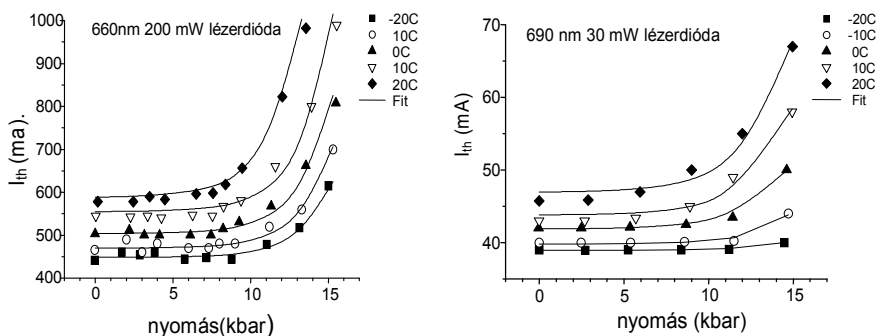 660nm 200 mW lézerdióda
1000
900
800
700
600
500
400
I th (ma).
0
5
10
15
nyomás(kbar)
-20C
10C
0C
10C
20C
Fit
690 nm 30 mW lézerdióda
70
60
50
40
I th (mA)
0
5
10
15
nyomás (kbar)
-20C
-10C
0C
10C
20C
Fit